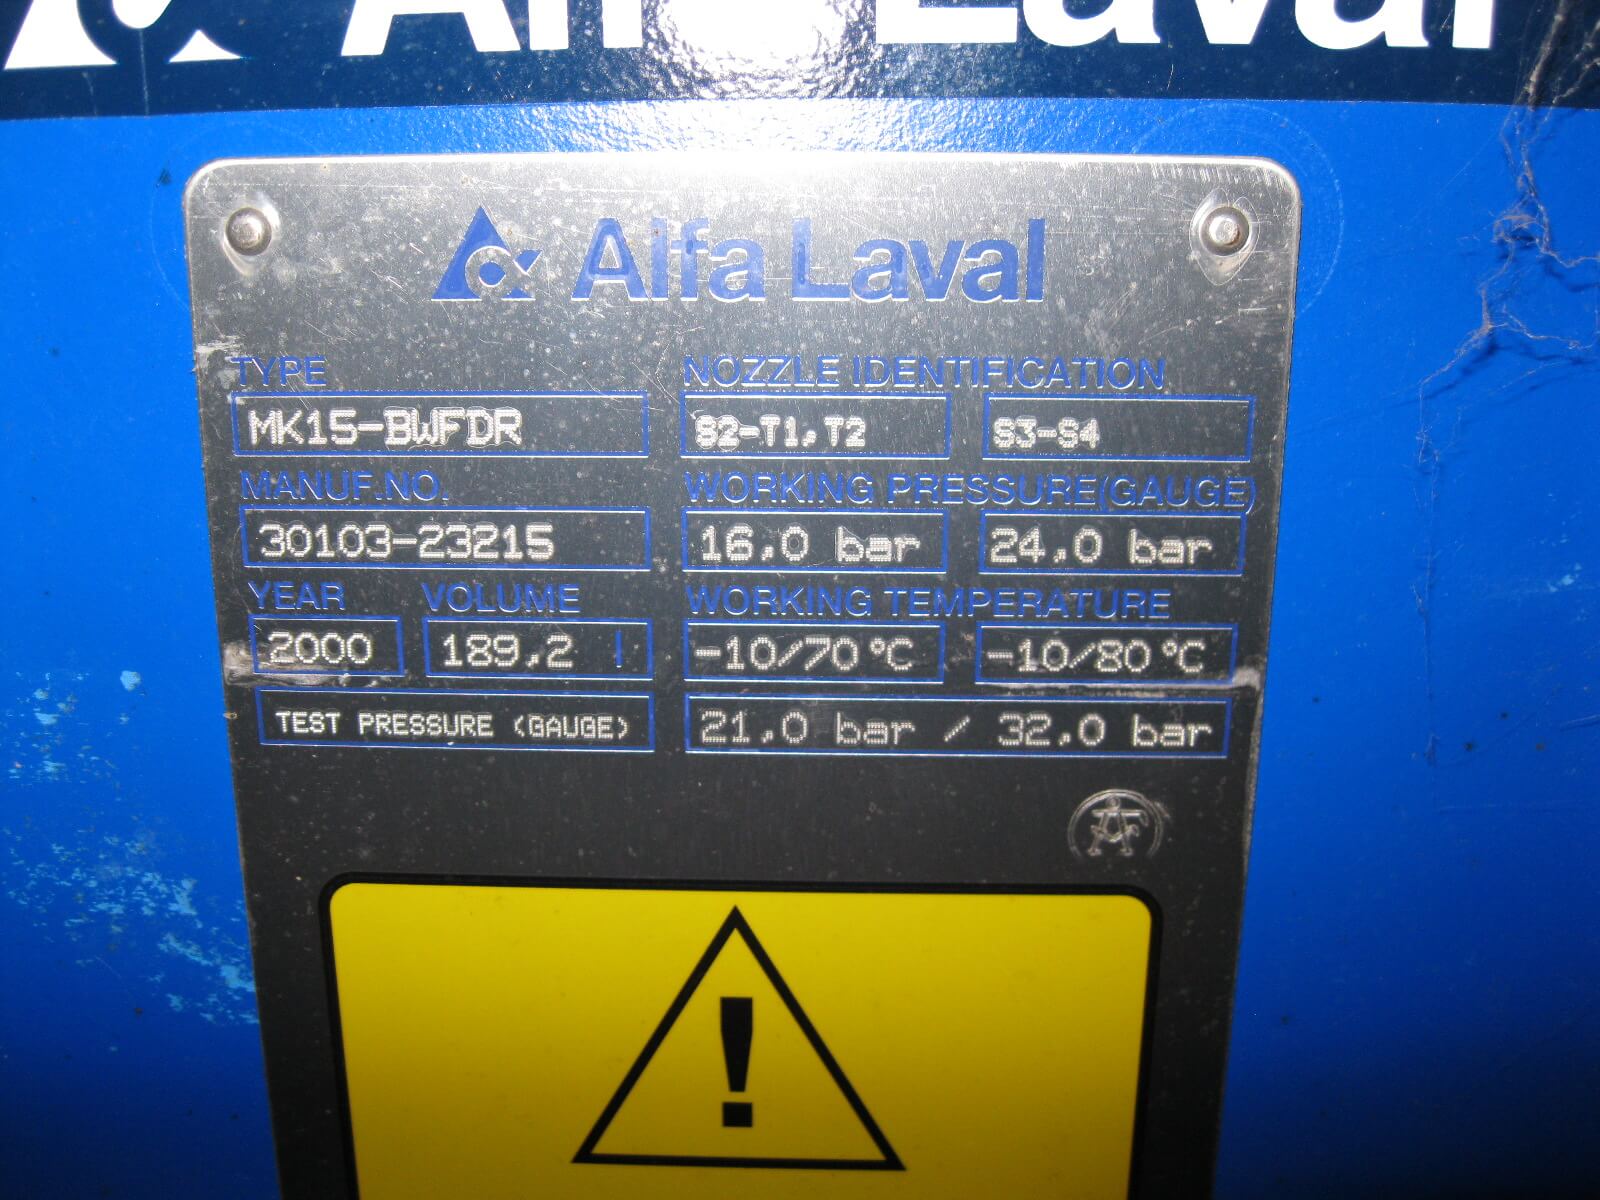 Alfa Laval
Alfa Laval
TYPE NOZZLE IDENTIFICATION
MK15-BWFDR S2-T1,T2 S3-S4
MANUF.NO. WORKING PRESSURE(GAUGE)
30103-23215 16,0 bar 24,0 bar
YEAR VOLUME WORKING TEMPERATURE
2000 189,2 l -10/70°C -10/80°C
TEST PRESSURE (GAUGE) 21,0 bar / 32,0 bar
!